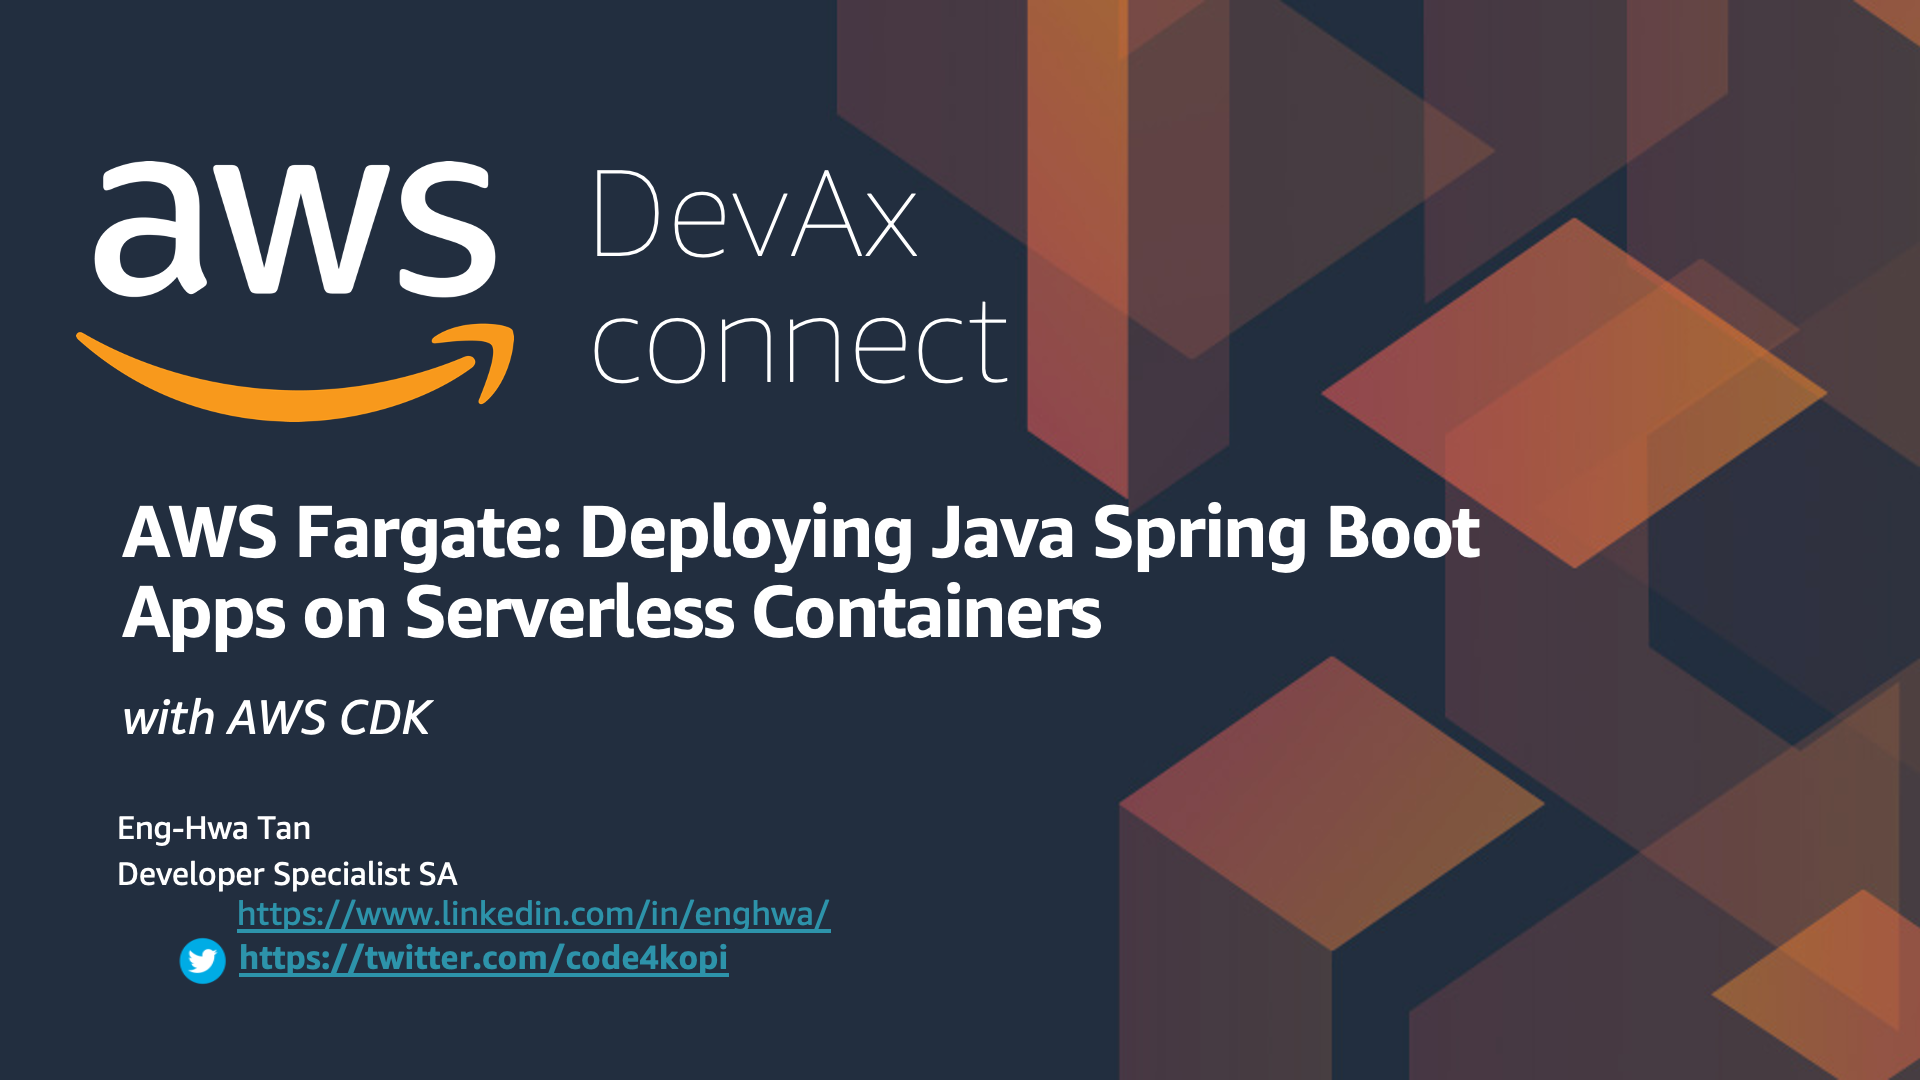 aws
DevAx
connect
AWS Fargate: Deploying Java Spring Boot
Apps on Serverless Containers
with AWS CDK
Eng-Hwa Tan
Developer Specialist SA
https://www.linkedin.com/in/enghwa/
https://twitter.com/code4kopi